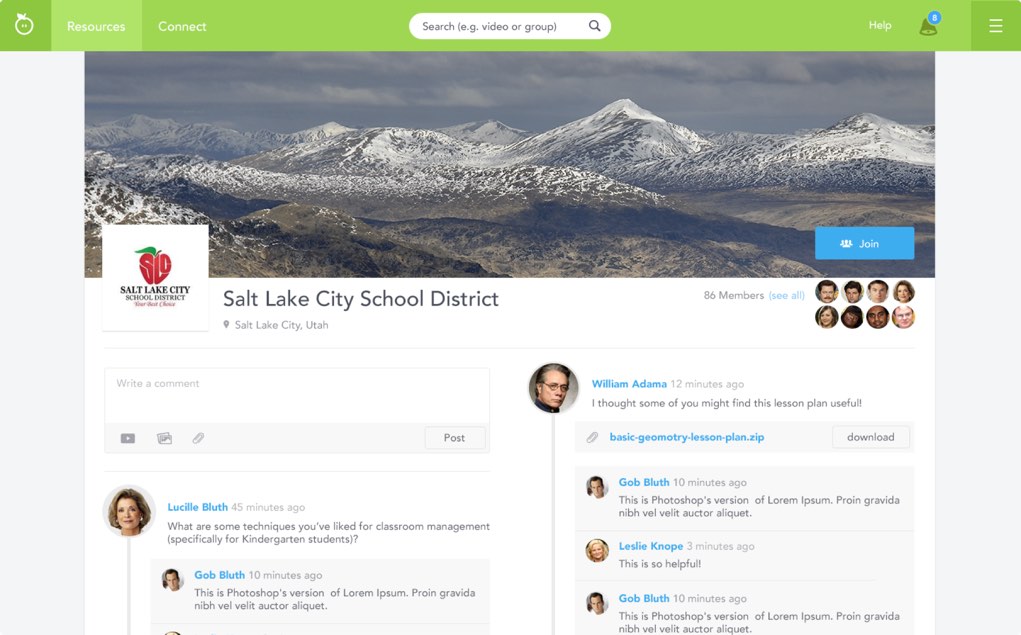 Resources
Connect
Search (e.g. video or group)
Help
8
Join
SLC
SALT LAKE CITY
SCHOOL DISTRICT
Your Best Choice
Salt Lake City School District
Salt Lake City, Utah
86 Members (see all)
Write a comment
Post
Lucille Bluth 45 minutes ago
What are some techniques you've liked for classroom management
(specifically for Kindergarten students)?
Gob Bluth 10 minutes ago
This is Photoshop's version of Lorem Ipsum. Proin gravida
nibh vel velit auctor aliquet.
William Adama 12 minutes ago
I thought some of you might find this lesson plan useful!
basic-geomotry-lesson-plan.zip
download
Gob Bluth 10 minutes ago
This is Photoshop's version of Lorem Ipsum. Proin gravida
nibh vel velit auctor aliquet.
Leslie Knope 3 minutes ago
This is so helpful!
Gob Bluth 10 minutes ago
This is Photoshop's version of Lorem Ipsum. Proin gravida
nibh vel velit auctor aliquet.